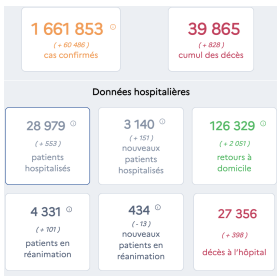 1 661 853
( + 60 486 )
cas confirmés
39 865
( + 828 )
cumul des décès
Données hospitalières
28 979
( + 553 )
patients
hospitalisés
3 140
( + 151 )
nouveaux
patients
hospitalisés
126 329
( + 2 051 )
retours à
domicile
4 331
( + 101 )
patients en
réanimation
434
( - 13 )
nouveaux
patients en
réanimation
27 356
( + 398 )
décès à l'hôpital